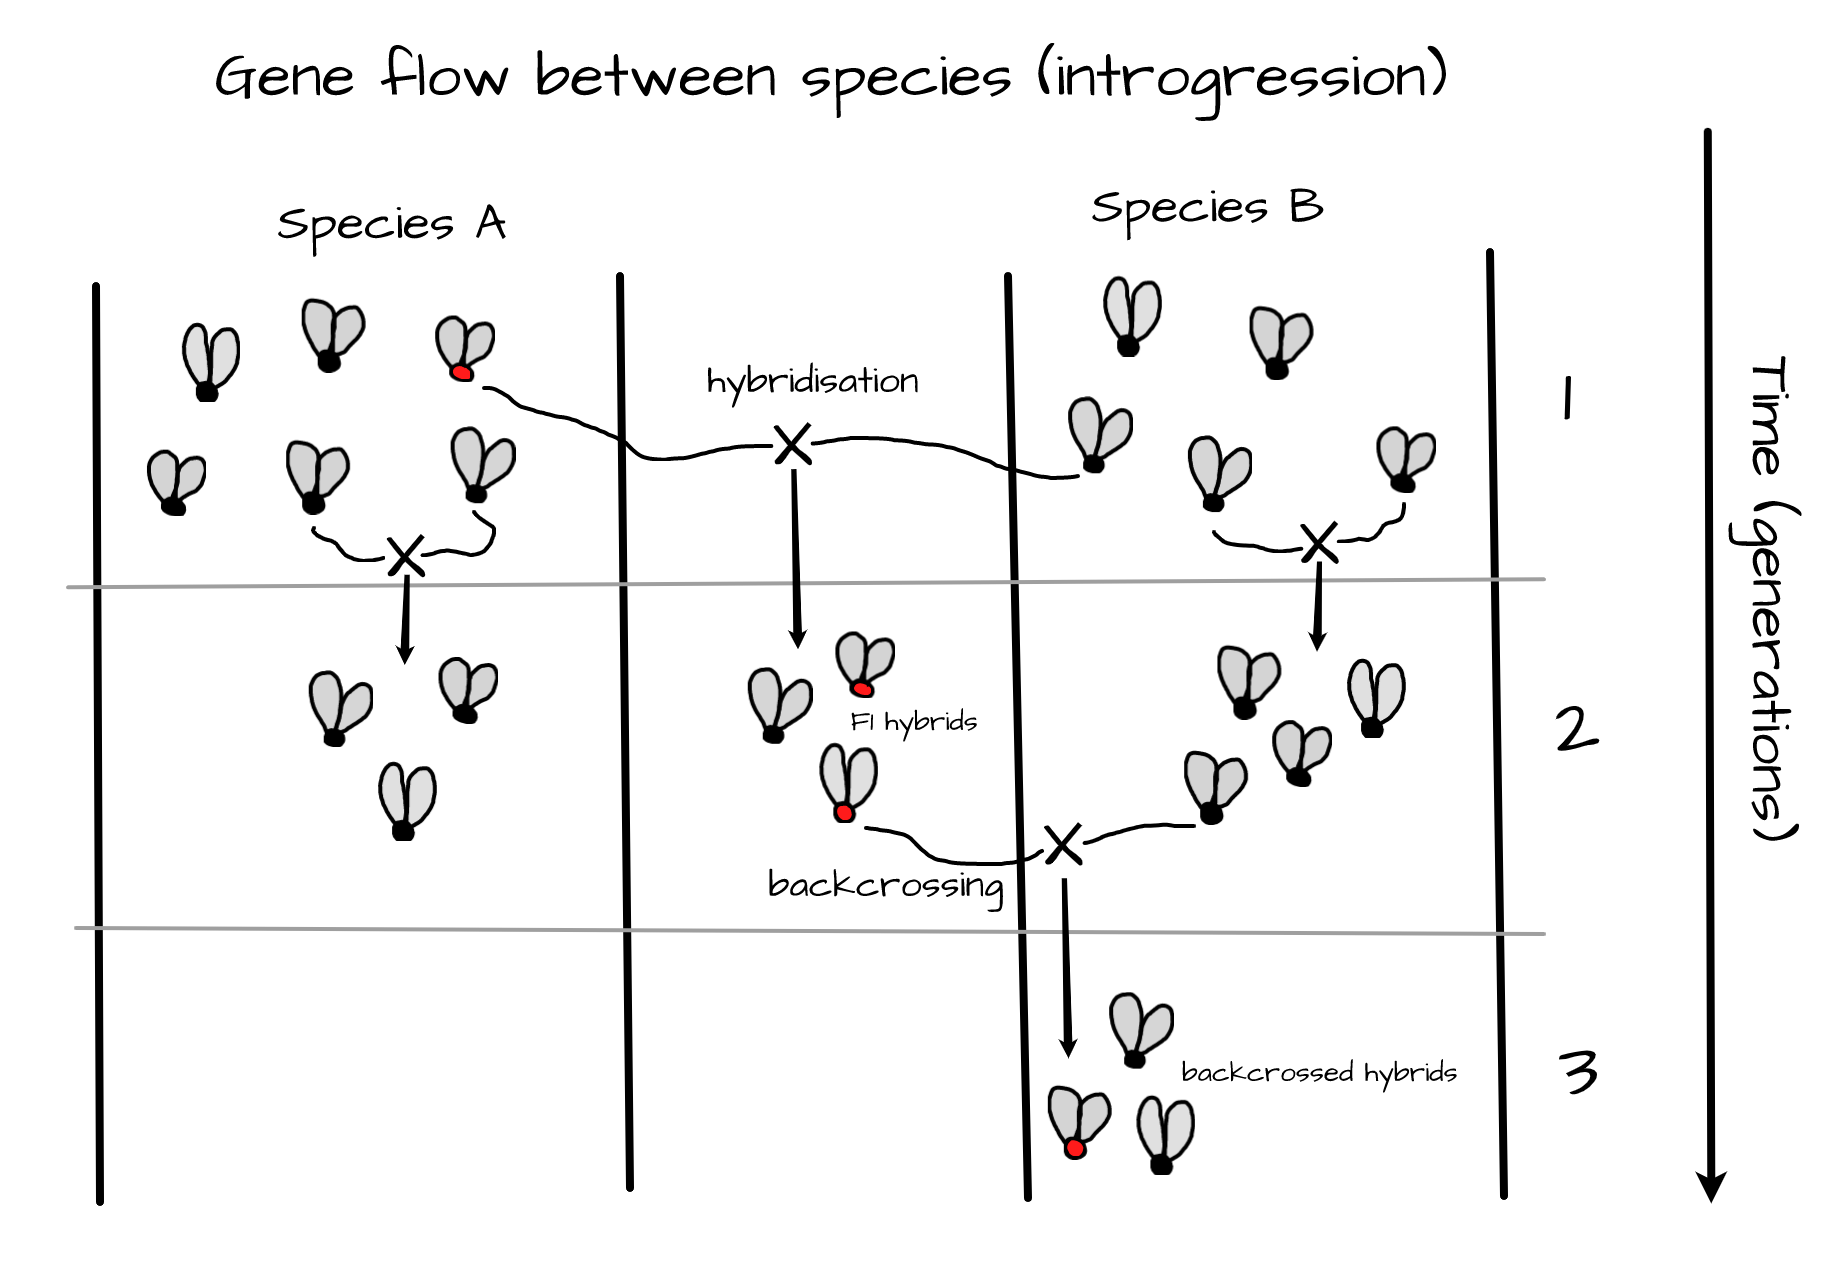 Gene flow between species (introgression)
Species A
Species B
hybridisation
1
F1 hybrids
2
backcrossing
backcrossed hybrids
3
Time (generations)